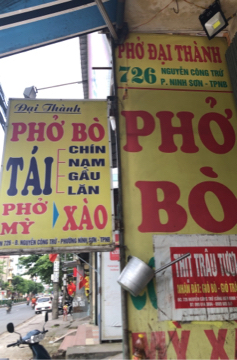 Đại Thành
PHỞ BÒ
TÁI
CHÍN
NẠM
GẦU
LĂN
PHỞ
MỲ
XÀO
PHỞ ĐẠI THÀNH
726 NGUYỄN CÔNG TRỨ
P. NINH SƠN - TPNB
PHỞ
BÒ
THỊT TRÂU TƯƠI